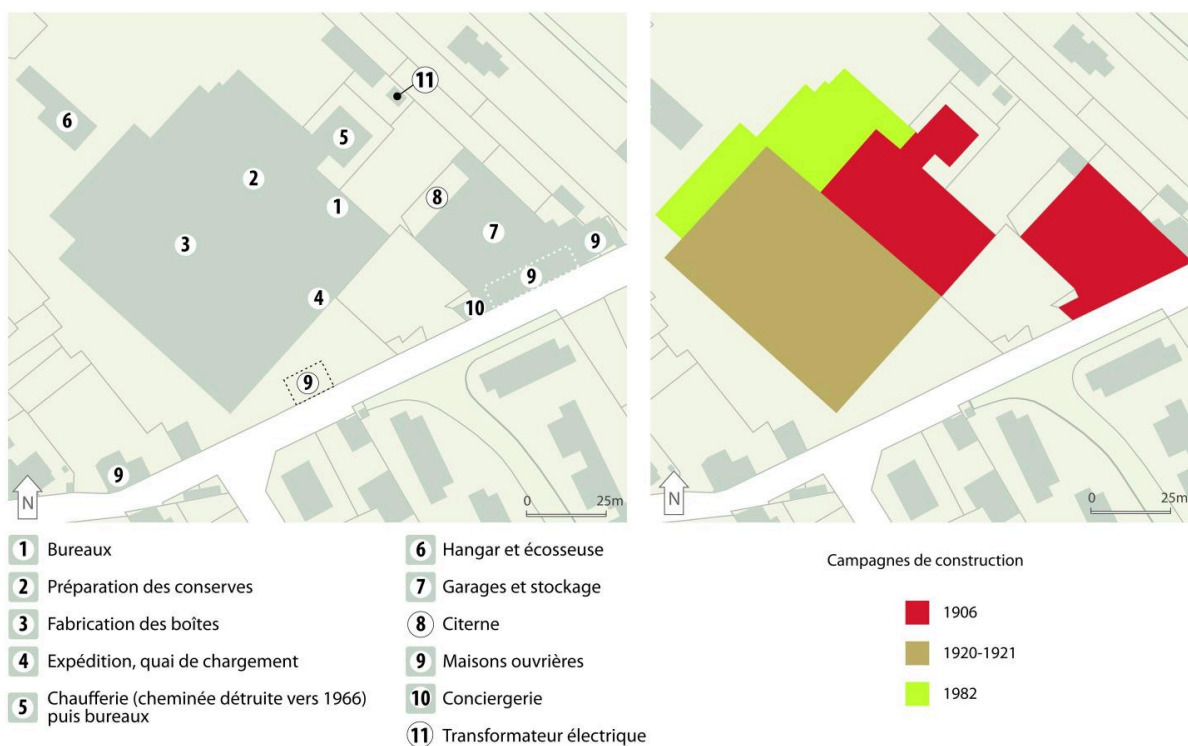 11
6
5
2
8
1
7
9
3
9
4
10
9
9
N
0 25m
N
0 25m
1 Bureaux
2 Préparation des conserves
3 Fabrication des boîtes
4 Expédition, quai de chargement
5 Chaufferie (cheminée détruite vers 1966)
puis bureaux
6 Hangar et écosseuse
7 Garages et stockage
8 Citerne
9 Maisons ouvrières
10 Conciergerie
11 Transformateur électrique
Campagnes de construction
1906
1920-1921
1982